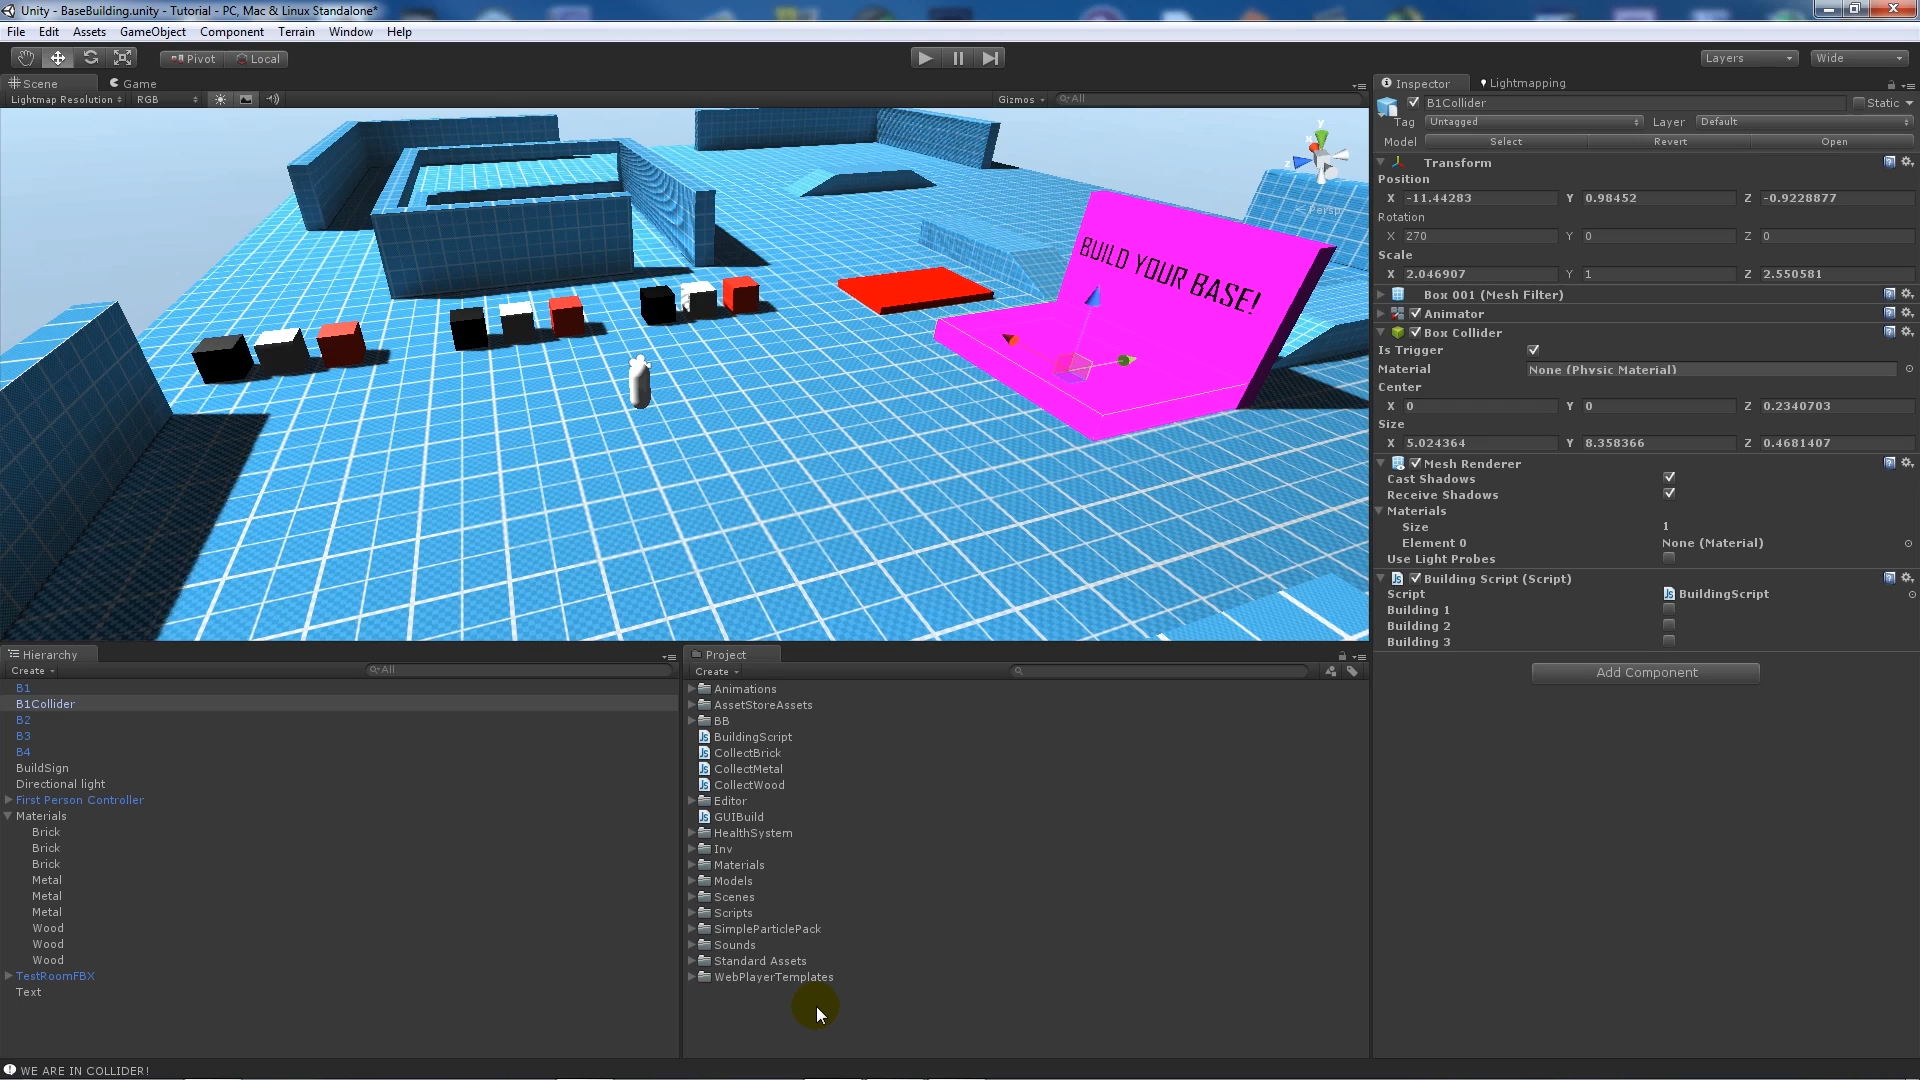 Unity - BaseBuilding.unity - Tutorial - PC, Mac & Linux Standalone*
File Edit Assets GameObject Component Terrain Window Help
Pivot Local Layers Wide
Scene Game
Lightmap Resolution RGB Gizmos All
BUILD YOUR BASE!
y
x
z
Persp
Inspector Lightmapping
B1Collider Static
Tag Untagged Layer Default
Model Select Revert Open
Transform
Position
X -11.44283 Y 0.98452 Z -0.9228877
Rotation
X 270 Y 0 Z 0
Scale
X 2.046907 Y 1 Z 2.550581
Box 001 (Mesh Filter)
Animator
Box Collider
Is Trigger
Material None (Physic Material)
Center
X 0 Y 0 Z 0.2340703
Size
X 5.024364 Y 8.358366 Z 0.4681407
Mesh Renderer
Cast Shadows
Receive Shadows
Materials
Size 1
Element 0 None (Material)
Use Light Probes
Building Script (Script)
Script BuildingScript
Building 1
Building 2
Building 3
Add Component
Hierarchy
Create All
B1
B1Collider
B2
B3
B4
BuildSign
Directional light
First Person Controller
Materials
Brick
Brick
Brick
Metal
Metal
Metal
Wood
Wood
Wood
TestRoomFBX
Text
Project
Create
Animations
AssetStoreAssets
BB
BuildingScript
CollectBrick
CollectMetal
CollectWood
Editor
GUIBuild
HealthSystem
Inv
Materials
Models
Scenes
Scripts
SimpleParticlePack
Sounds
Standard Assets
WebPlayerTemplates
WE ARE IN COLLIDER!